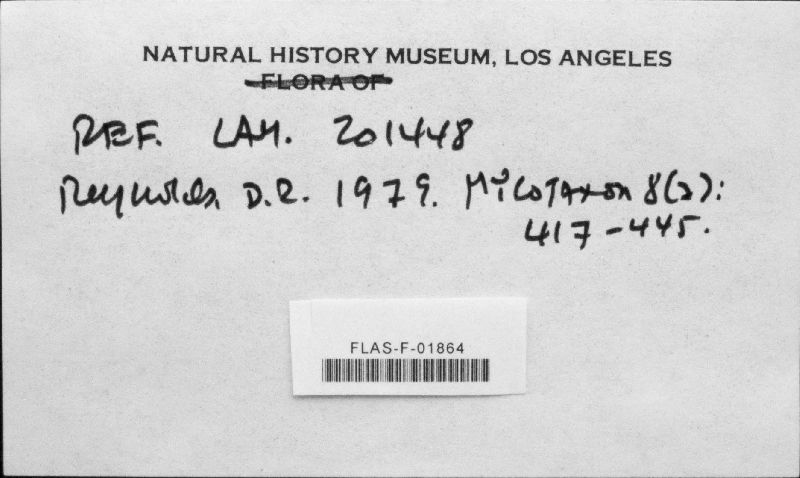 NATURAL HISTORY MUSEUM, LOS ANGELES
FLORA OF
REF. LAM. 201448
Reynolds, D.R. 1979. Mycotaxon 8(2):
417-445.
FLAS-F-01864